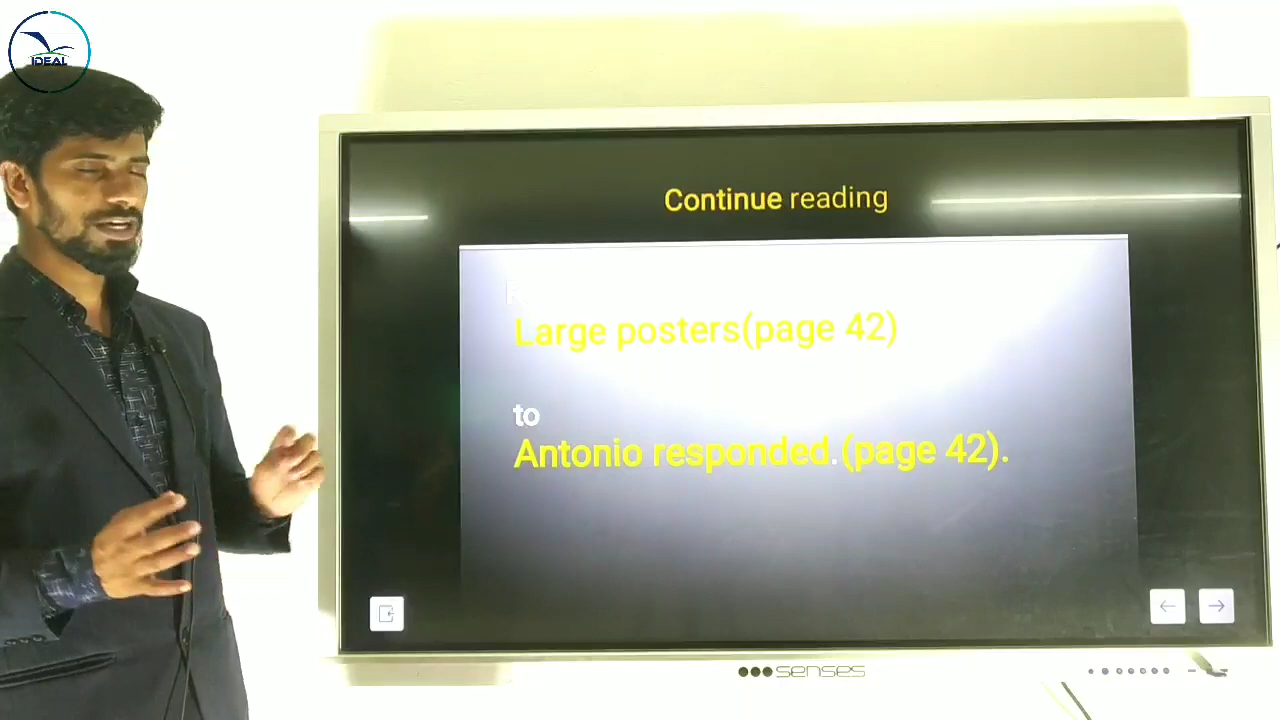 IDEAL
Continue reading
Large posters(page 42)
to
Antonio responded.(page 42).
senses